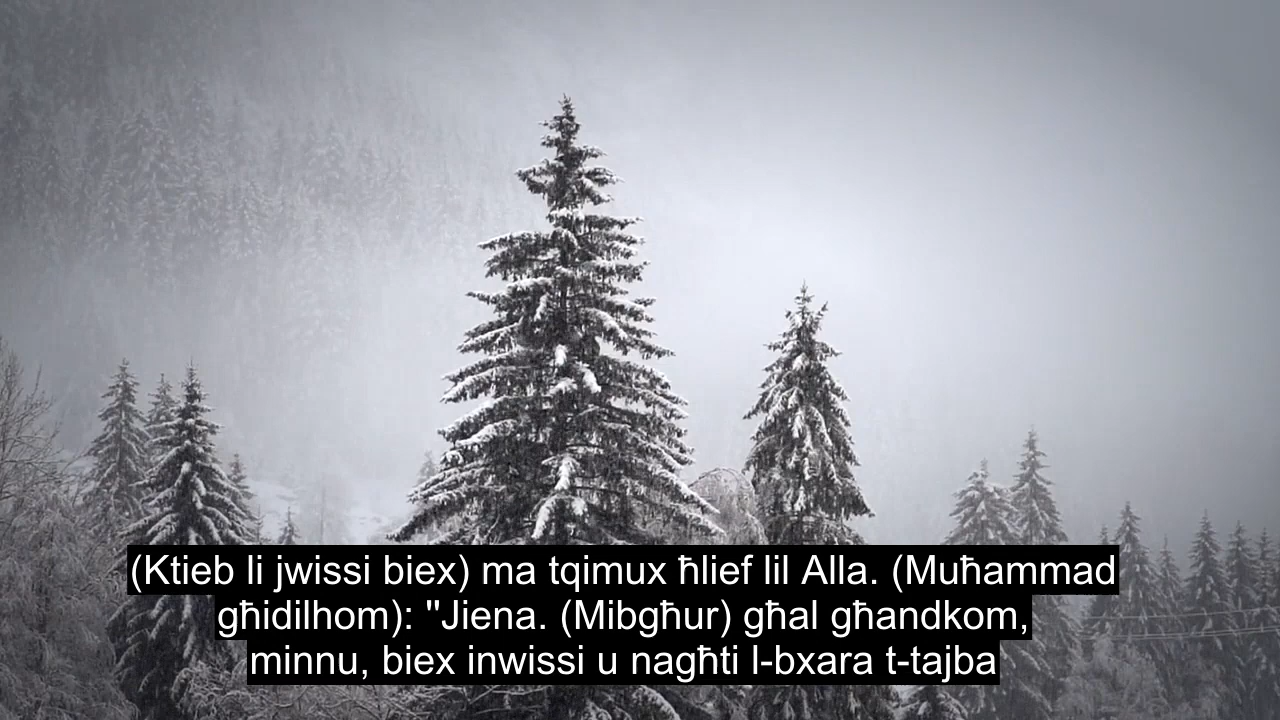 (Ktieb li jwissi biex) ma tqimux ħlief lil Alla. (Muħammad
għidilhom): "Jiena. (Mibgħur) għal għandkom,
minnu, biex inwissi u nagħti l-bxara t-tajba